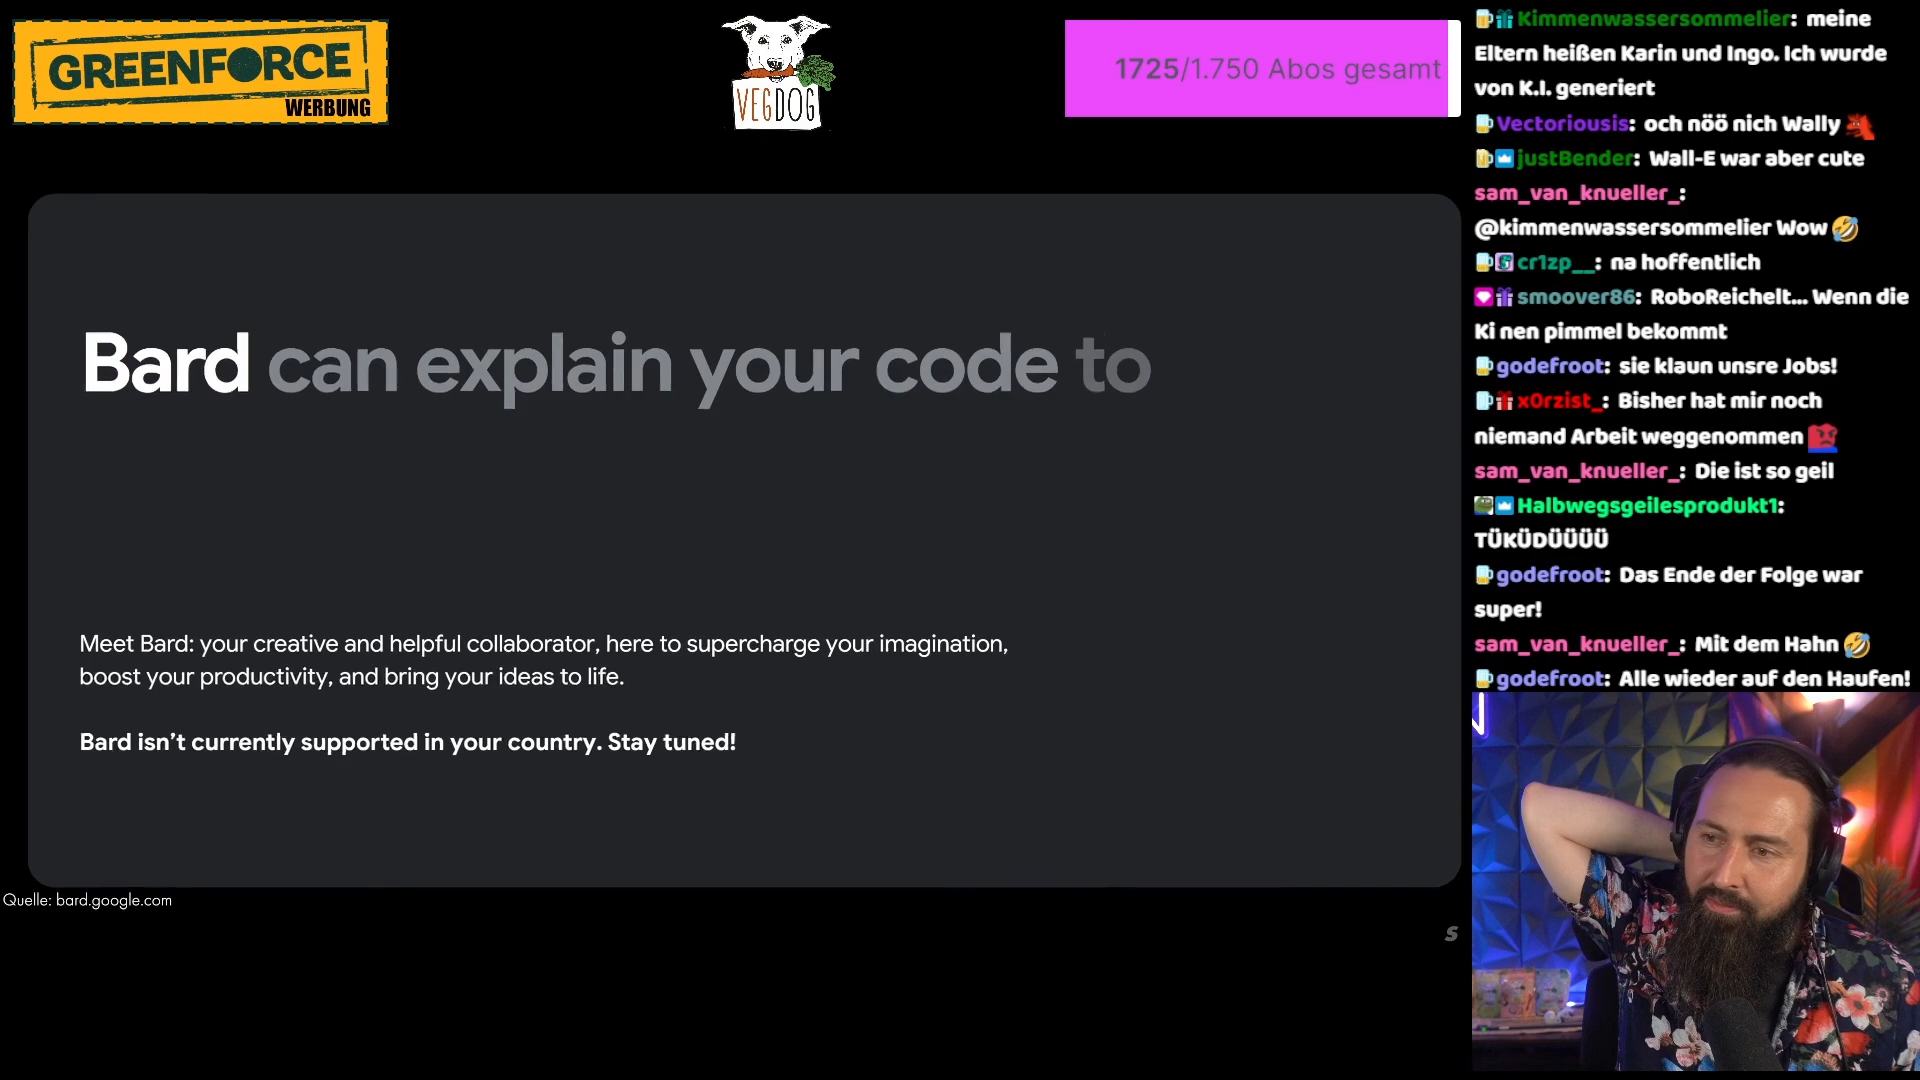 GREENFORCE
WERBUNG
VEGDOG
1725/1.750 Abos gesamt
Bard can explain your code to
Meet Bard: your creative and helpful collaborator, here to supercharge your imagination,
boost your productivity, and bring your ideas to life.
Bard isn’t currently supported in your country. Stay tuned!
Quelle: bard.google.com
S
Kimmenwassersommelier: meine
Eltern heißen Karin und Ingo. Ich wurde
von K.I. generiert
Vectoriousis: och nöö nich Wally
justBender: Wall-E war aber cute
sam_van_knueller_:
@kimmenwassersommelier Wow 🤣
cr1zp__: na hoffentlich
smoover86: RoboReichelt... Wenn die
Ki nen pimmel bekommt
godefroot: sie klaun unsre Jobs!
x0rzist_: Bisher hat mir noch
niemand Arbeit weggenommen
sam_van_knueller_: Die ist so geil
Halbwegsgeilesprodukt1:
TÜKÜDÜÜÜÜ
godefroot: Das Ende der Folge war
super!
sam_van_knueller_: Mit dem Hahn 🤣
godefroot: Alle wieder auf den Haufen!